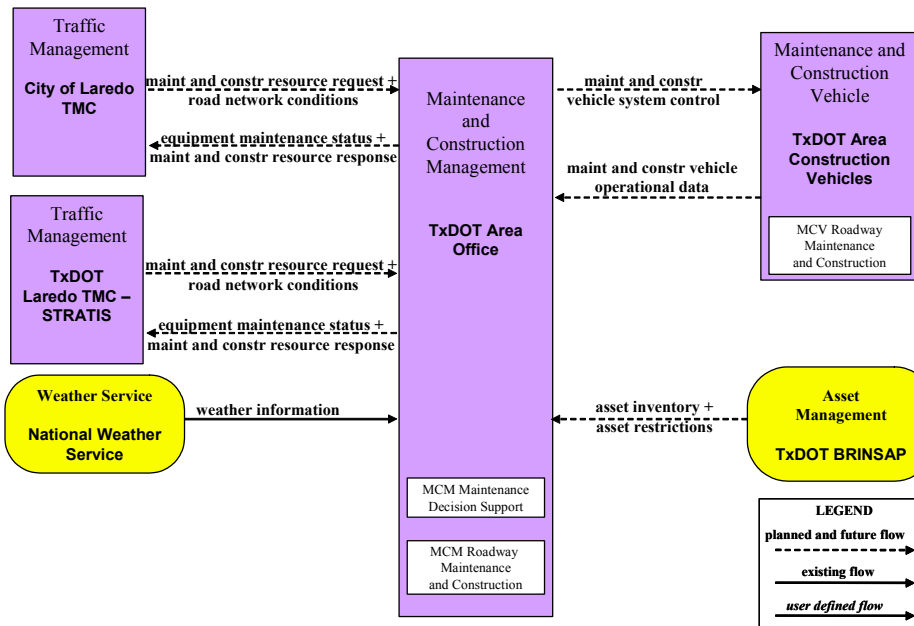 Traffic
Management
City of Laredo
TMC
maint and constr resource request +
road network conditions
equipment maintenance status +
maint and constr resource response
Traffic
Management
TxDOT
Laredo TMC –
STRATIS
maint and constr resource request +
road network conditions
equipment maintenance status +
maint and constr resource response
Weather Service
National Weather
Service
weather information
Maintenance
and
Construction
Management
TxDOT Area
Office
MCM Maintenance
Decision Support
MCM Roadway
Maintenance
and Construction
maint and constr
vehicle system control
maint and constr vehicle
operational data
Maintenance and
Construction
Vehicle
TxDOT Area
Construction
Vehicles
MCV Roadway
Maintenance
and Construction
asset inventory +
asset restrictions
Asset
Management
TxDOT BRINSAP
LEGEND
planned and future flow
existing flow
user defined flow